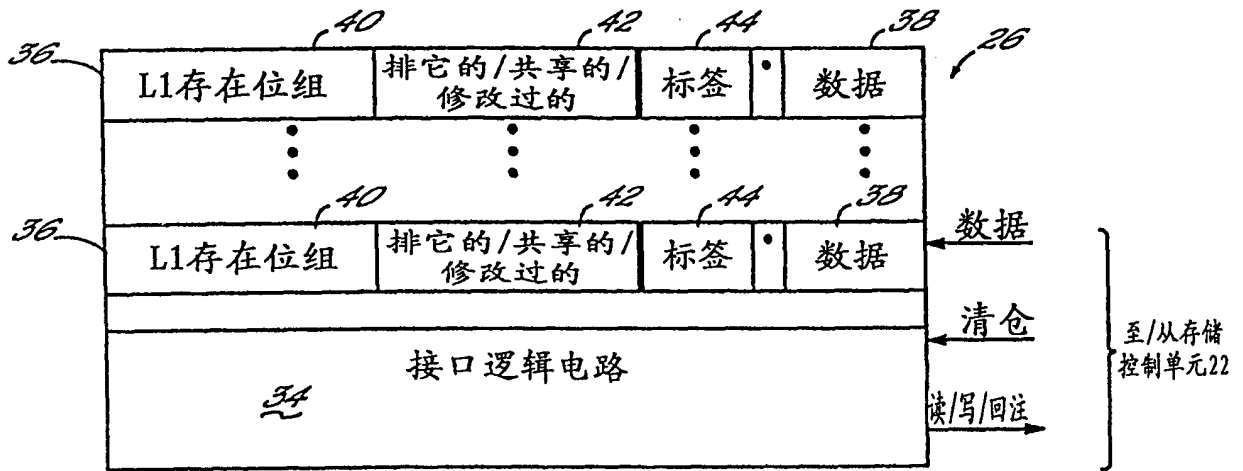 40 42 44 38
36 26
L1存在位组 排它的/共享的/修改过的 标签 数据
40 42 44 38
36
L1存在位组 排它的/共享的/修改过的 标签 数据
数据
清仓
接口逻辑电路
34
读/写/回注
至/从存储
控制单元22